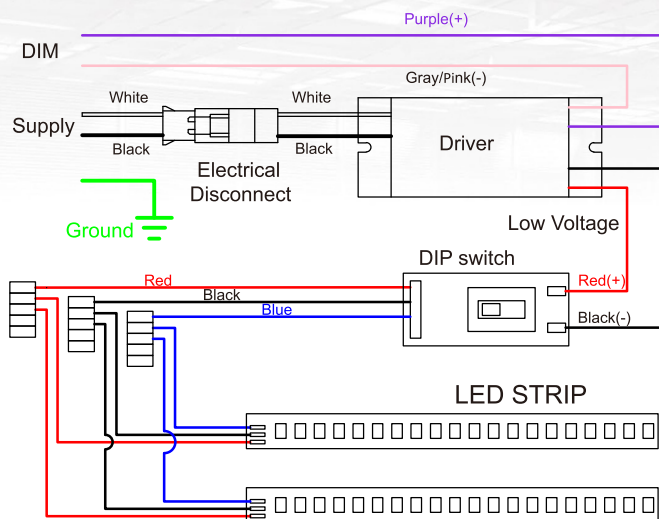 Purple(+)
DIM
Gray/Pink(-)
White
White
Supply
Driver
Black
Black
Electrical
Disconnect
Ground
Low Voltage
DIP switch
Red
Red(+)
Black
Blue
Black(-)
LED STRIP